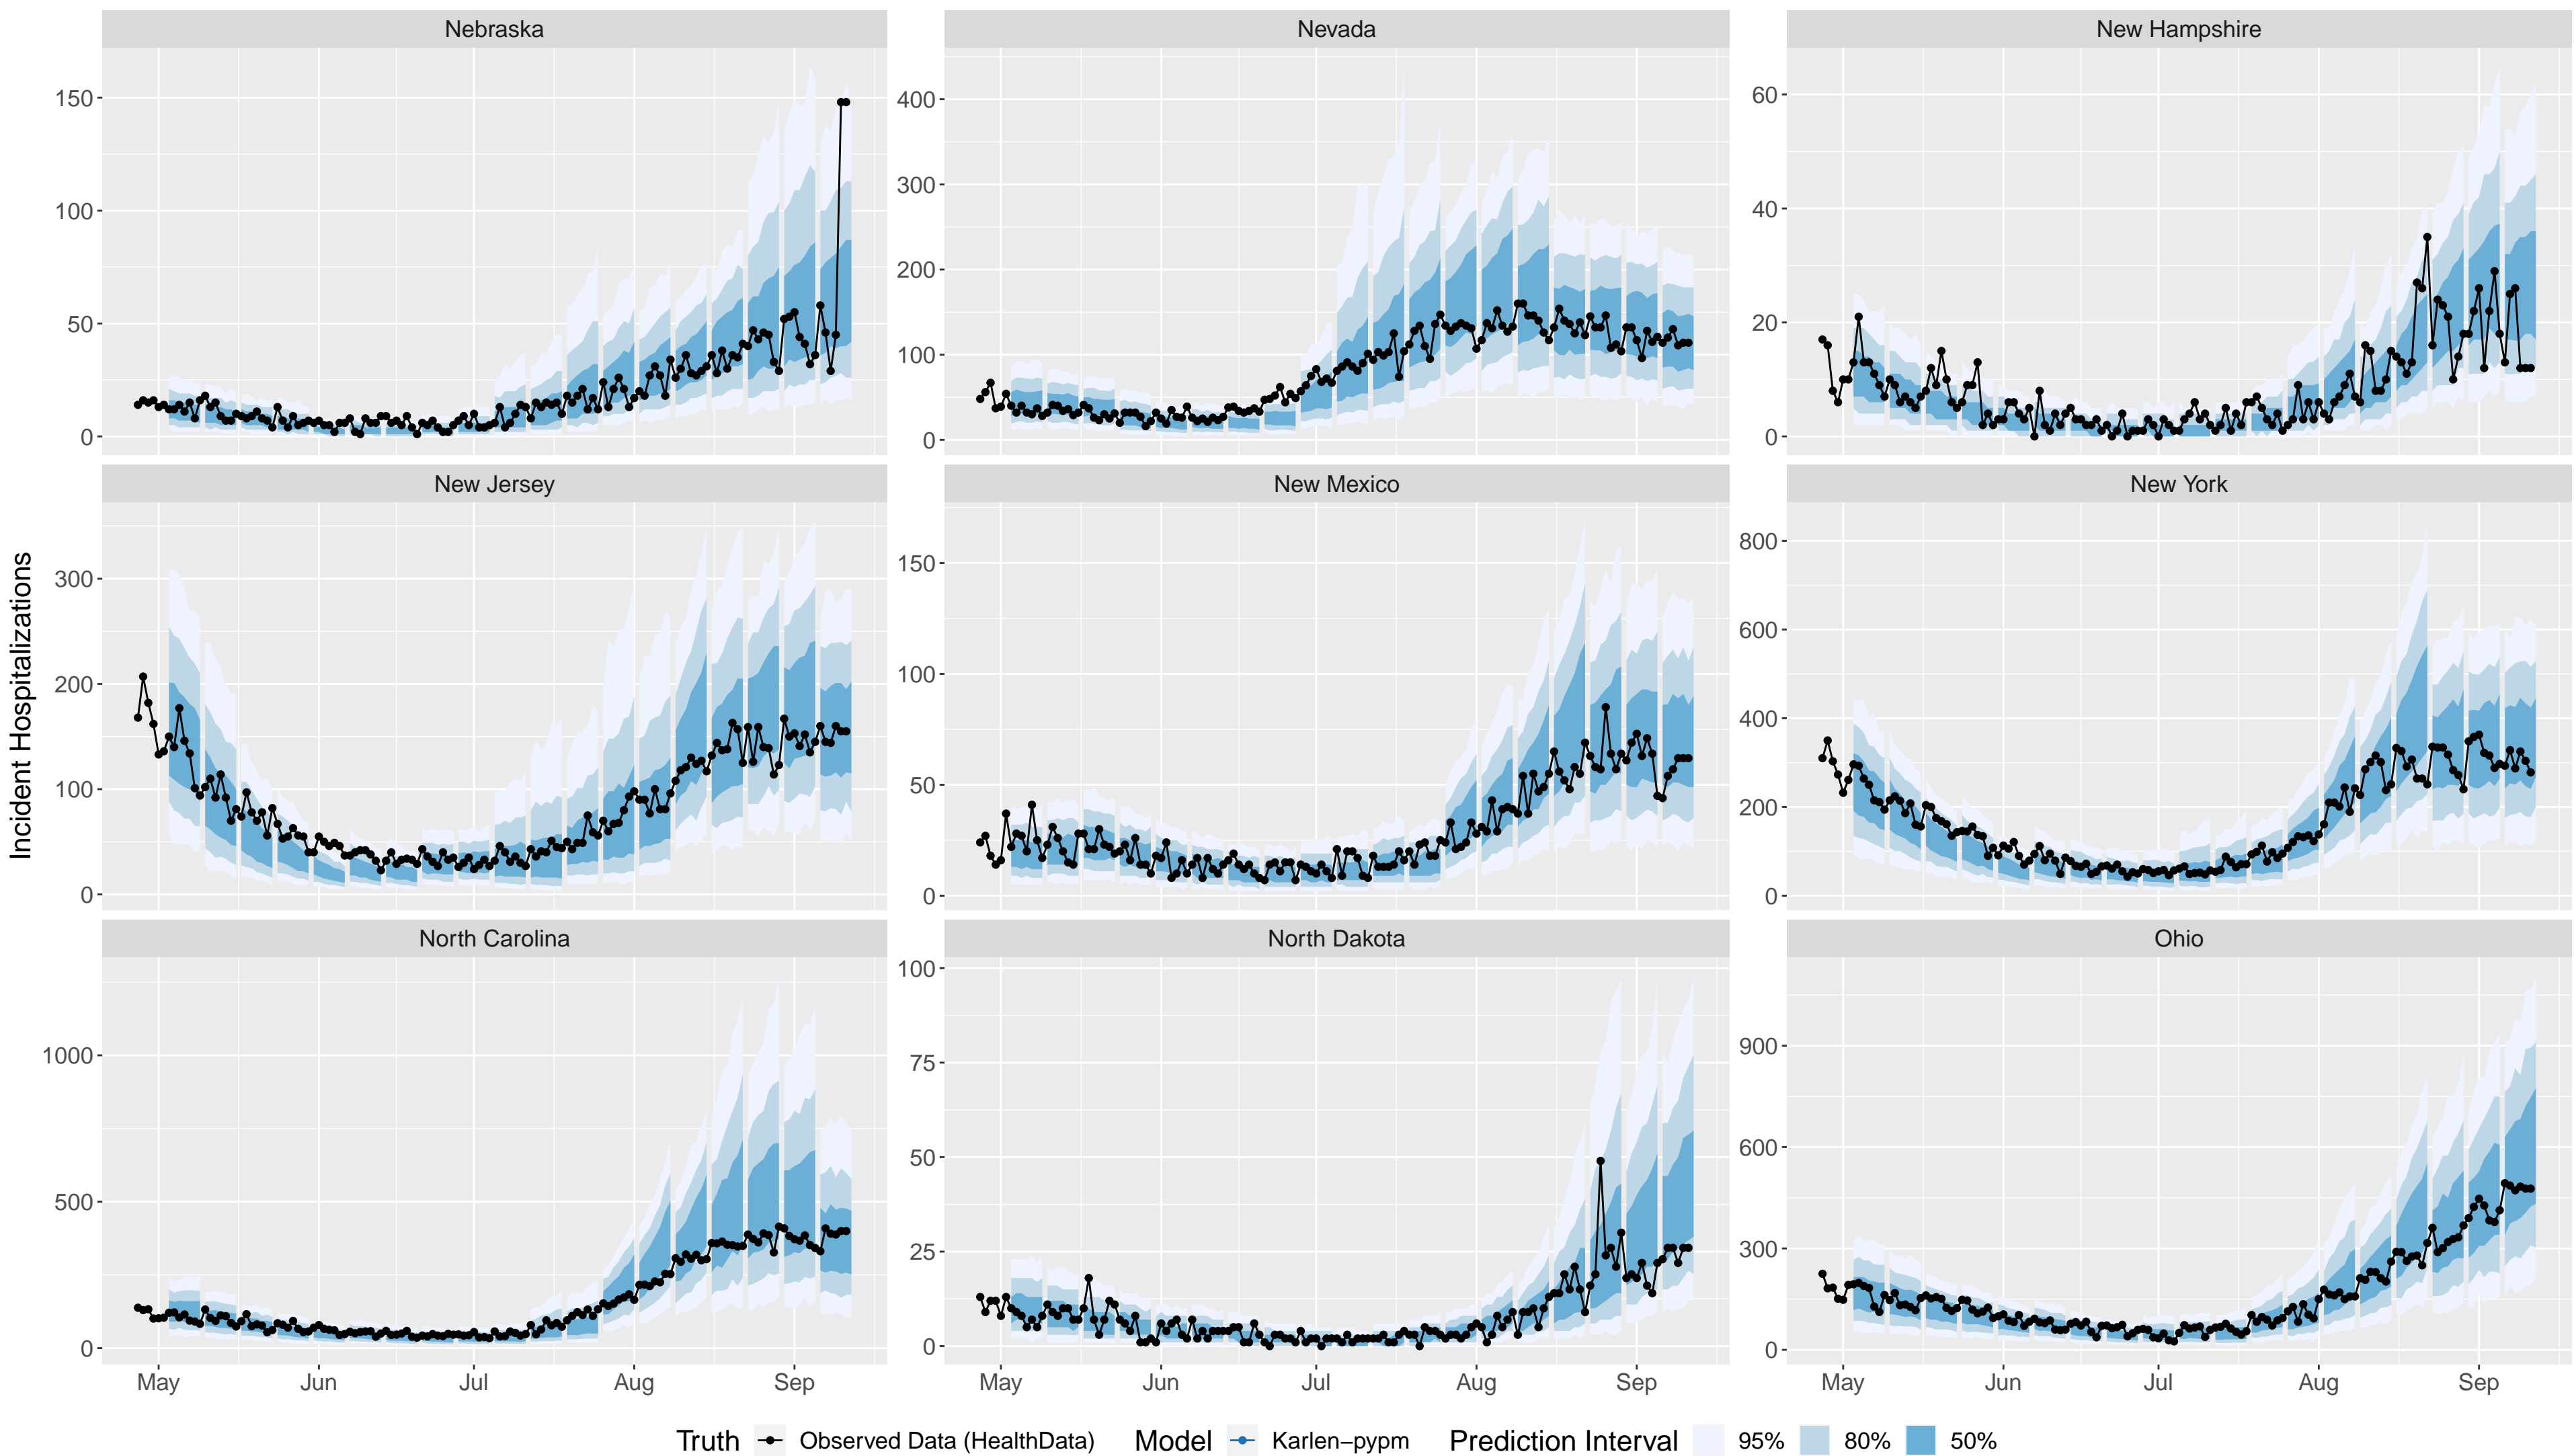 Nebraska
Nevada
New Hampshire
150
100
50
0
400
300
200
100
0
60
40
20
0
New Jersey
New Mexico
New York
300
200
100
0
150
100
50
0
800
600
400
200
0
Incident Hospitalizations
North Carolina
North Dakota
Ohio
1000
500
0
100
75
50
25
0
900
600
300
0
May Jun Jul Aug Sep
May Jun Jul Aug Sep
May Jun Jul Aug Sep
Truth Observed Data (HealthData) Model Karlen−pypm Prediction Interval 95% 80% 50%